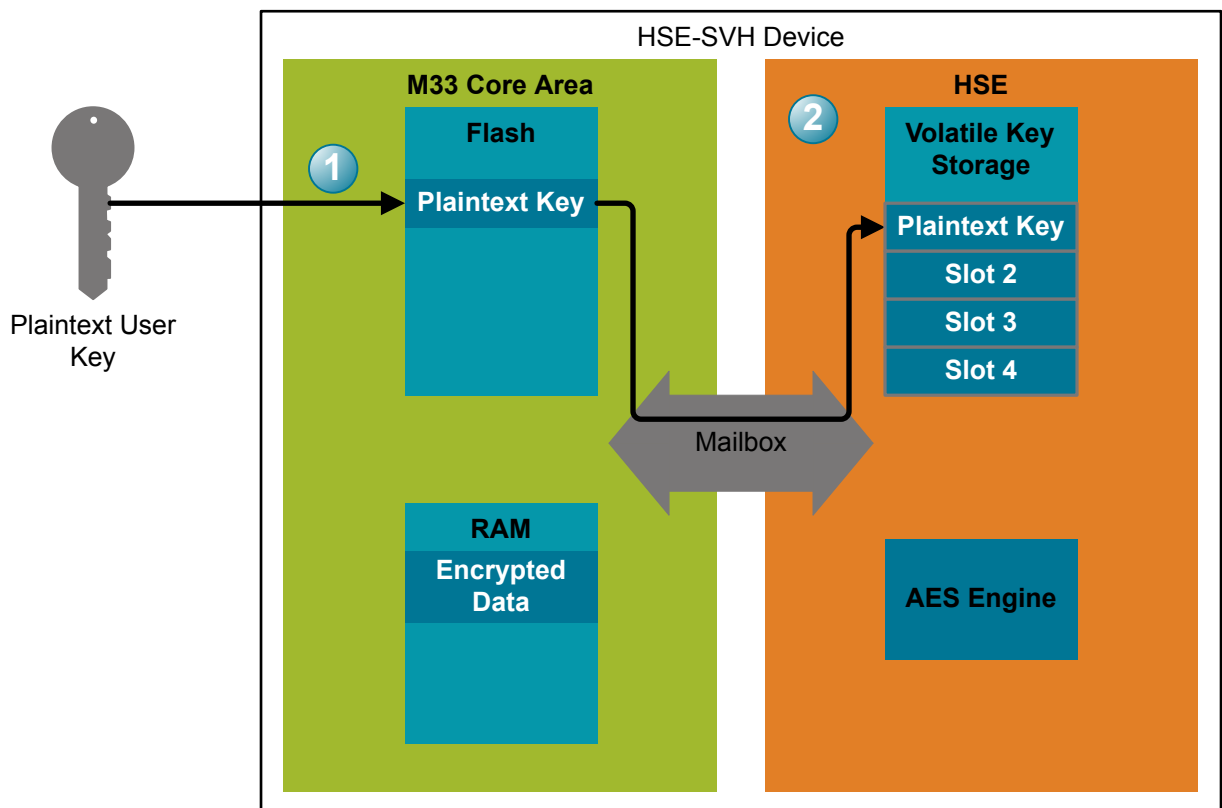 HSE-SVH Device
M33 Core Area
Flash
1
Plaintext Key
Plaintext User
Key
RAM
Encrypted
Data
Mailbox
HSE
2
Volatile Key
Storage
Plaintext Key
Slot 2
Slot 3
Slot 4
AES Engine